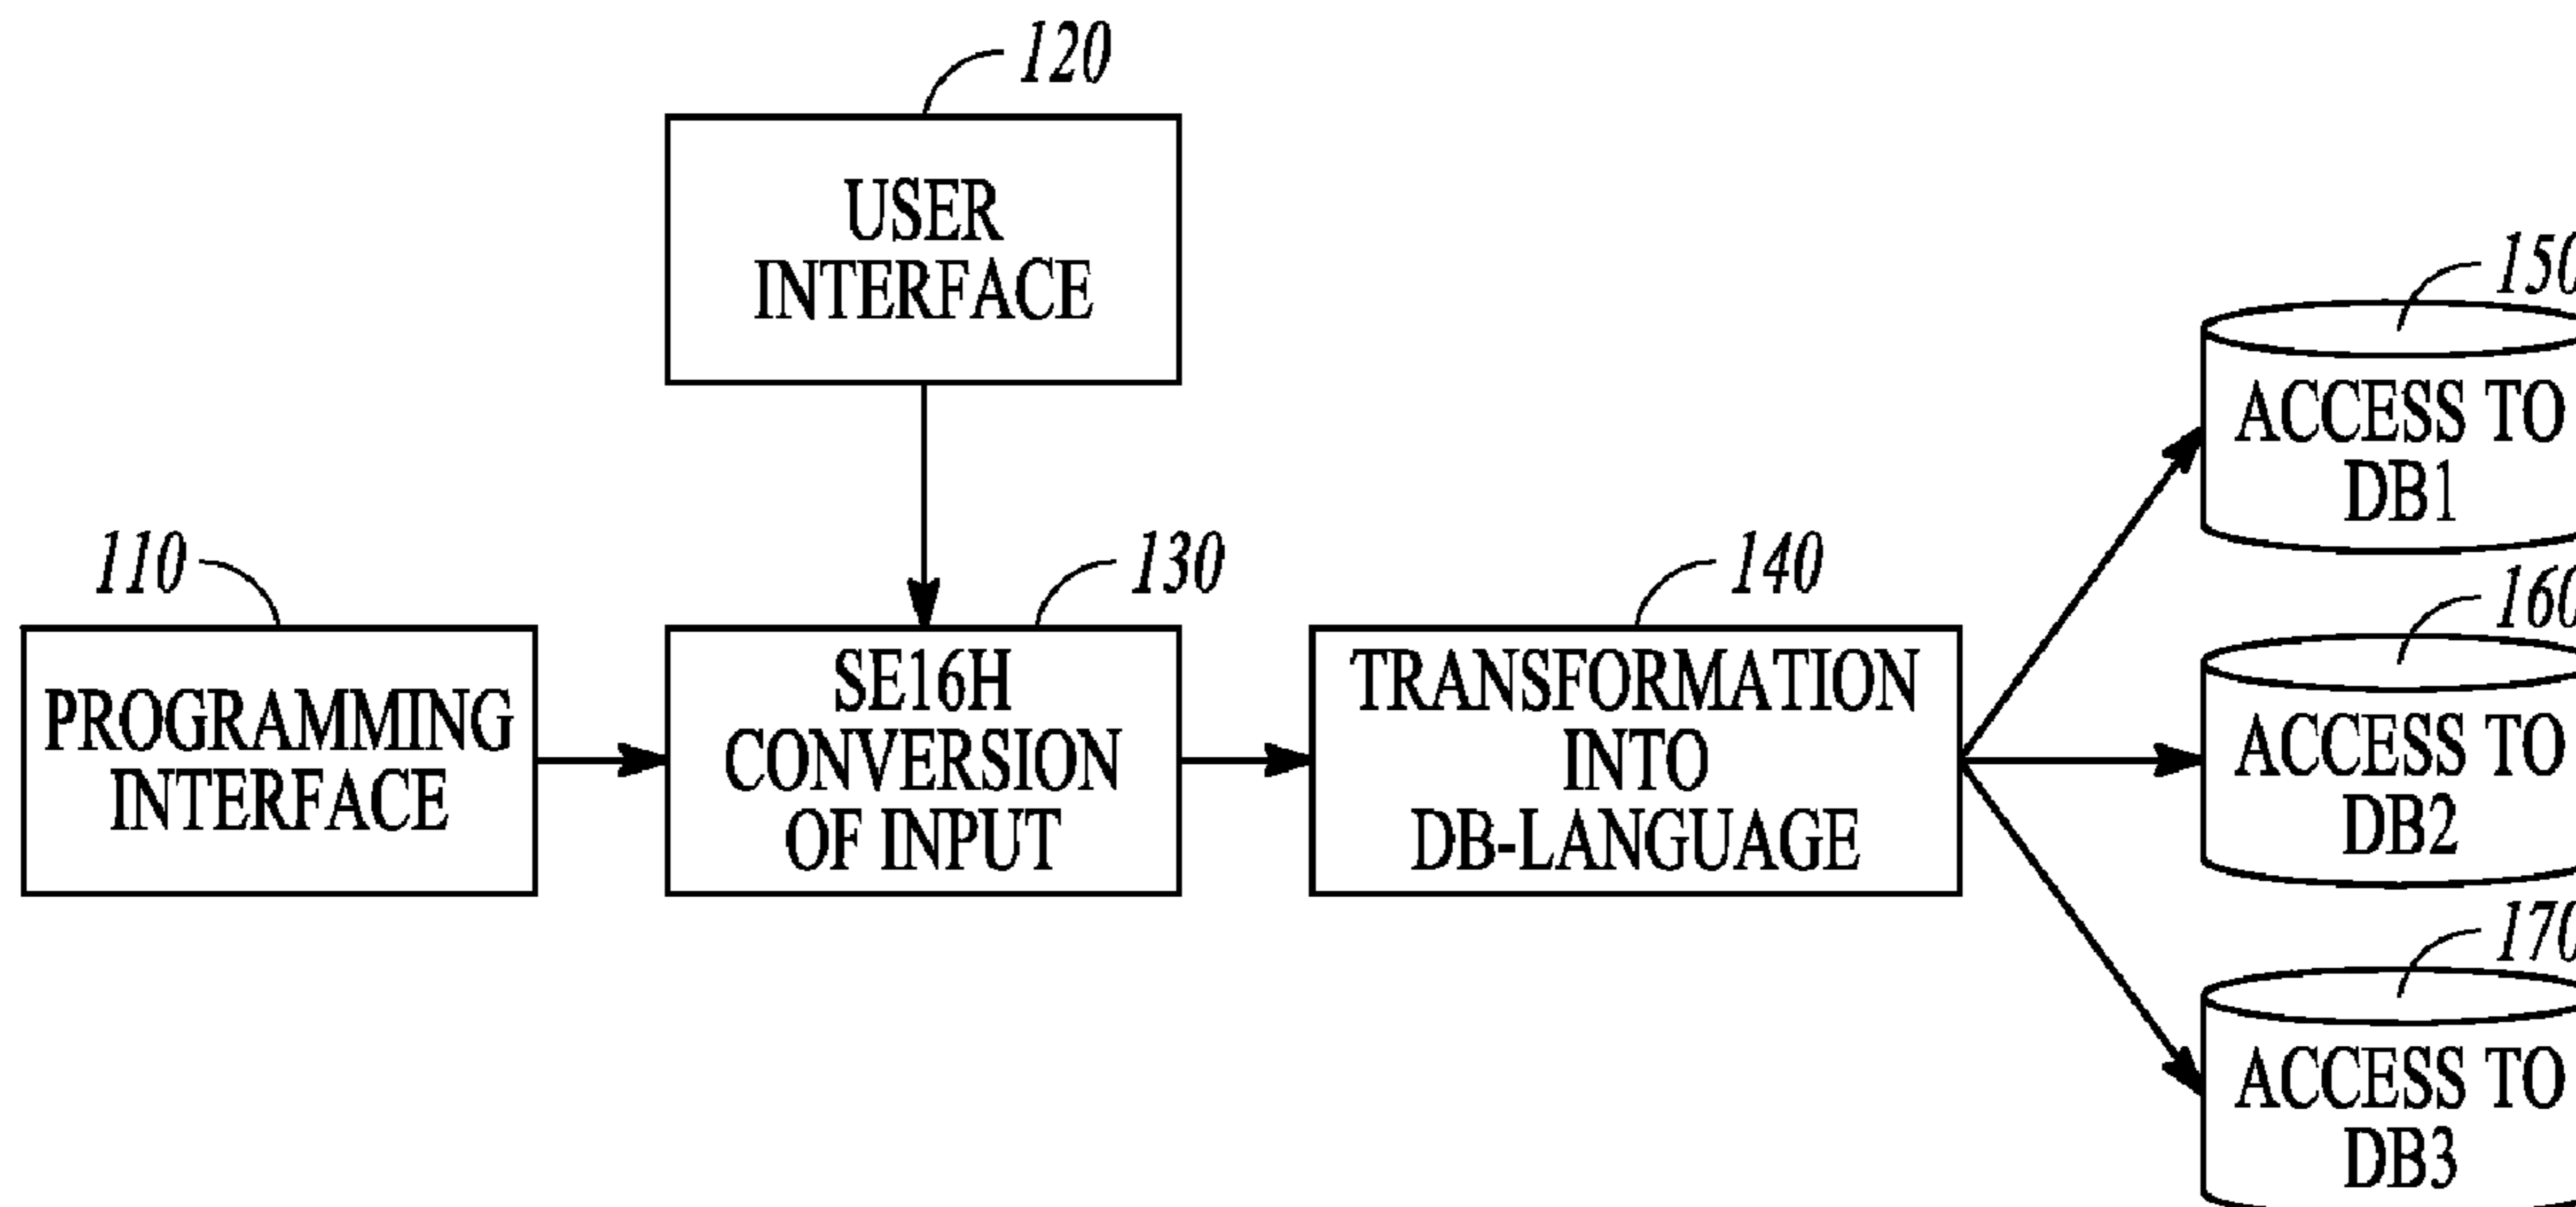 120
USER
INTERFACE
110
PROGRAMMING
INTERFACE
130
SE16H
CONVERSION
OF INPUT
140
TRANSFORMATION
INTO
DB-LANGUAGE
150
ACCESS TO
DB1
160
ACCESS TO
DB2
170
ACCESS TO
DB3